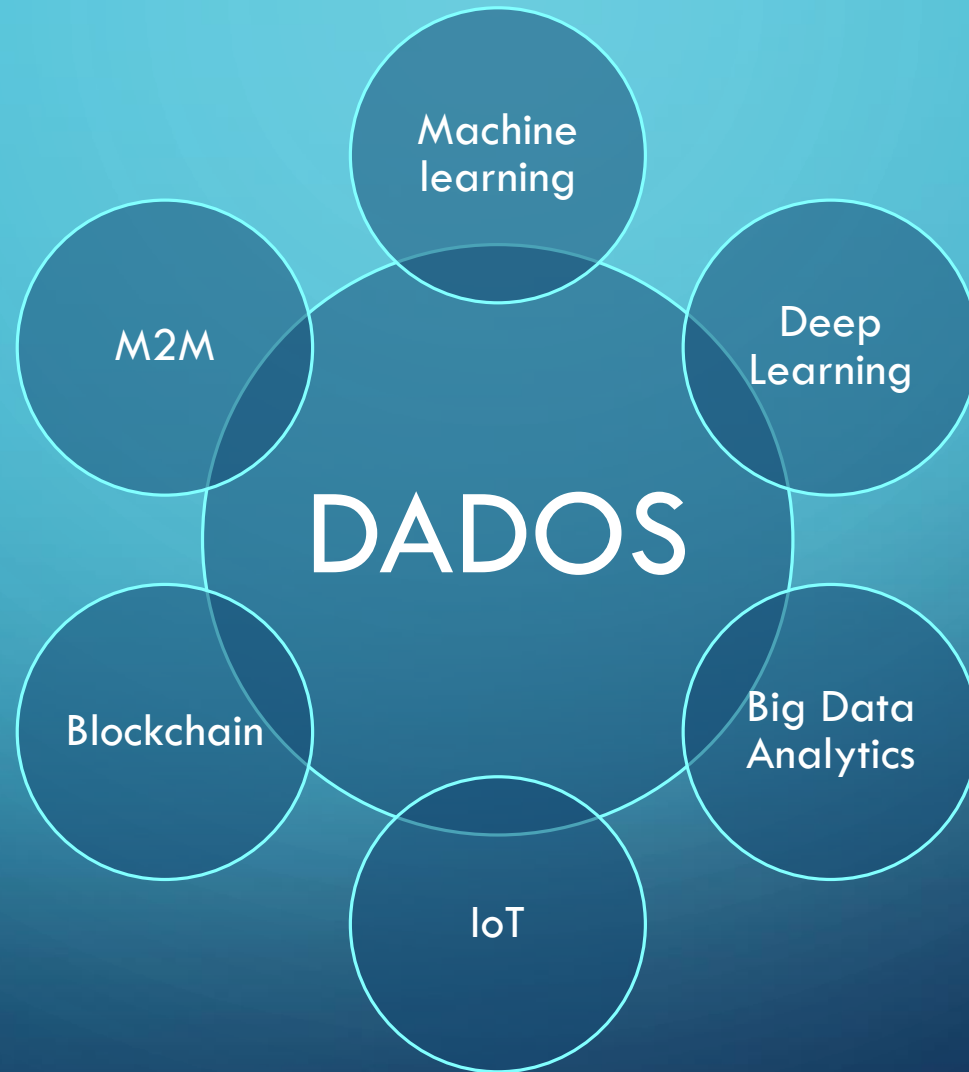 Machine
learning
Deep
Learning
Big Data
Analytics
IoT
Blockchain
M2M
DADOS